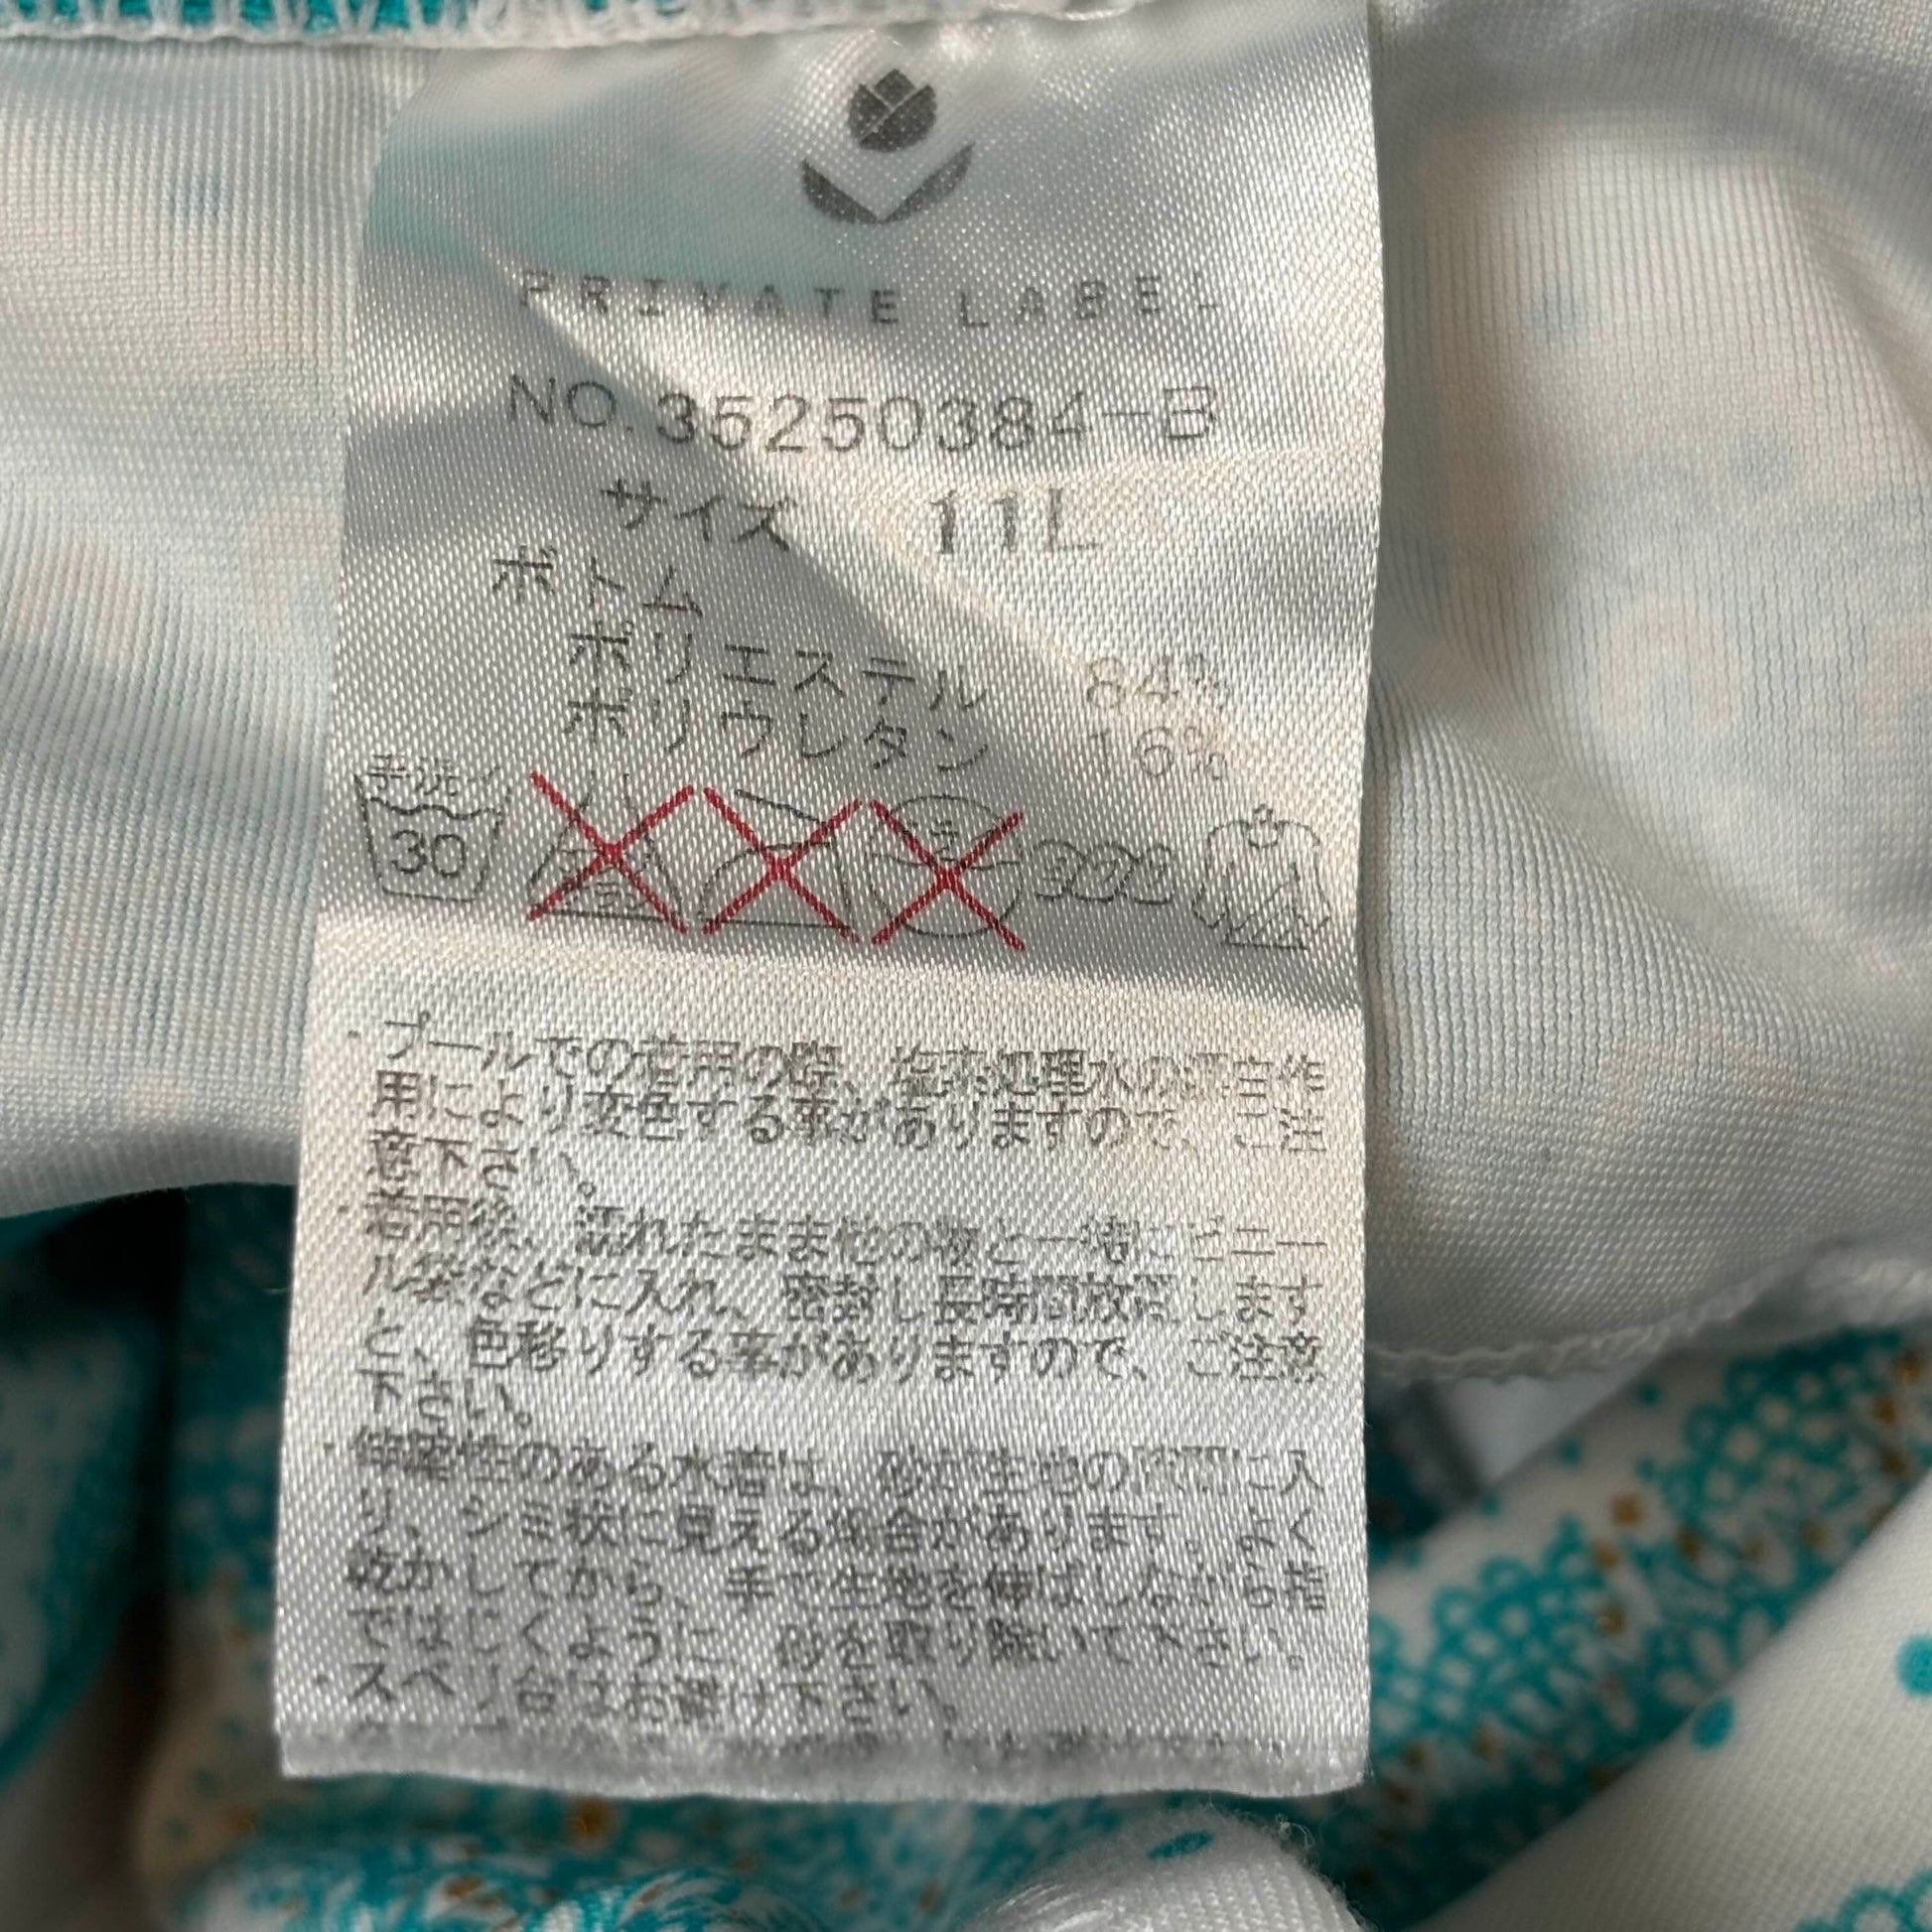 PRIVATE LABEL
NO.35250384-B
サイズ 11L
ボトム
ポリエステル 84%
ポリウレタン 16%
手洗イ
30
・プールでの着用の際、塩素処理水の漂白作
用により変色する事がありますので、ご注
意下さい。
・着用後、濡れたまま他の物と一緒にビニー
ル袋などに入れ、密封し長時間放置します
と、色移りする事がありますので、ご注意
下さい。
・伸縮性のある水着は、砂が生地の隙間に入
り、シミ状に見える場合があります。よく
乾かしてから、手で生地を伸ばしながら指
ではじくように、砂を取り除いて下さい。
・スベリ台はお避け下さい。